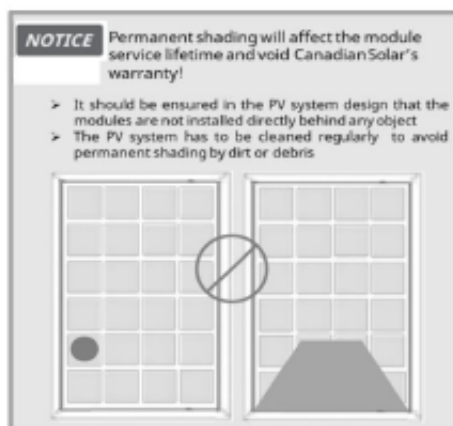 NOTICE Permanent shading will affect the module
service lifetime and void CanadianSolar's
warranty!
➢ It should be ensured in the PV system design that the
modules are not installed directly behind any object
➢ The PV system has to be cleaned regularly to avoid
permanent shading by dirt or debris